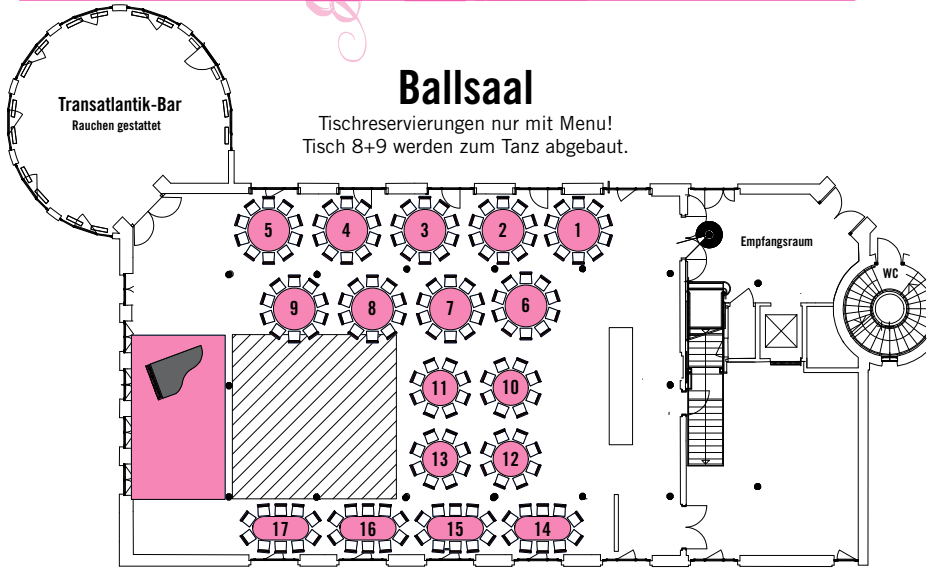 Ballsaal
Tischreservierungen nur mit Menu!
Tisch 8+9 werden zum Tanz abgebaut.
Transatlantik-Bar
Rauchen gestattet
Empfangsraum
WC
5
4
3
2
1
9
8
7
6
11
10
13
12
17
16
15
14